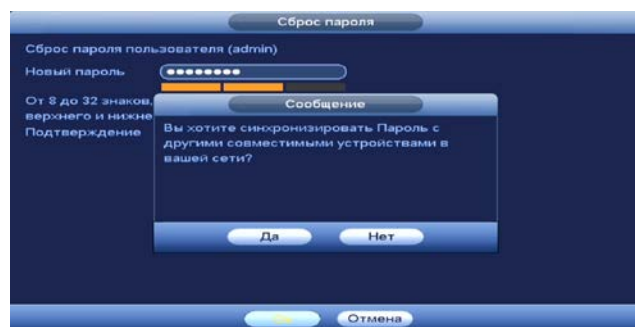 Сброс пароля
Сброс пароля пользователя (admin)
Новый пароль
От 8 до 32 знаков,
верхнего и нижне
Подтверждение
Сообщение
Вы хотите синхронизировать Пароль с
другими совместимыми устройствами в
вашей сети?
Да Нет
Отмена